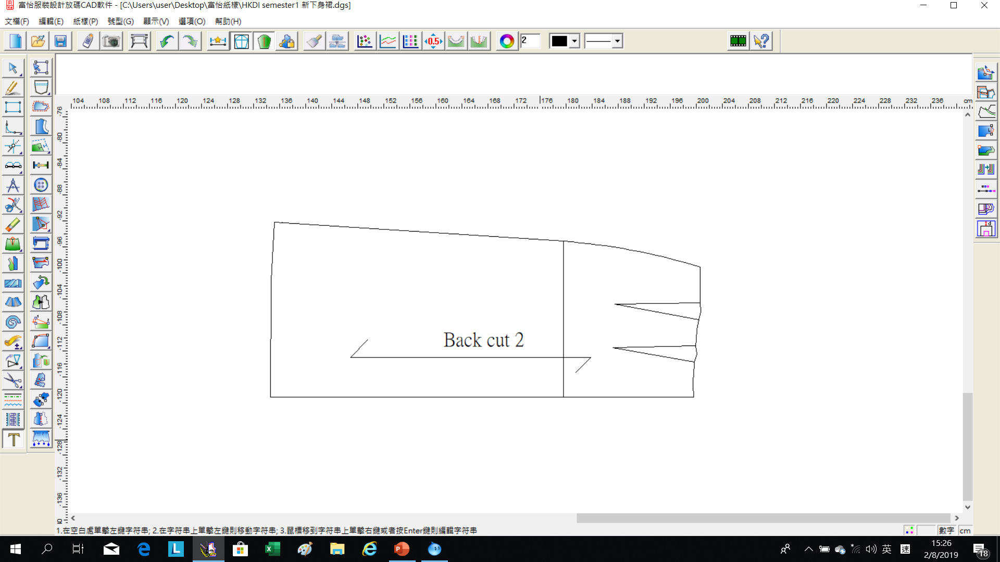 富怡服裝設計放碼CAD軟件 - [C:\Users\user\Desktop\富怡紙樣\HKDI semester1 新下身裙.dgs]
文檔(F) 編輯(E) 紙樣(P) 號型(G) 顯示(V) 選項(O) 幫助(H)
0.5 2
104 108 112 116 120 124 128 132 136 140 144 148 152 156 160 164 168 172 176 180 184 188 192 196 200 204 208 212 216 220 224 228 232 236 cm
-76
-80
-84
-88
-92
-96
-100
-104
-108
-112
-116
-120
-124
-128
-132
-136
Back cut 2
1.在空白處單擊左鍵字符串; 2.在字符串上單擊左鍵則移動字符串; 3.鼠標移到字符串上單擊右鍵或者按Enter鍵則編輯字符串
數字 cm
英 速
15:26
2/8/2019
18